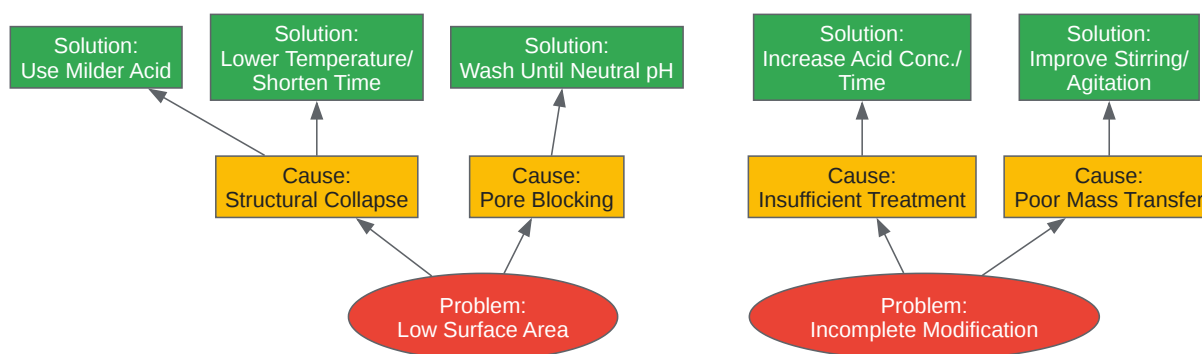 Solution:
Use Milder Acid
Solution:
Lower Temperature/
Shorten Time
Solution:
Wash Until Neutral pH
Solution:
Increase Acid Conc./
Time
Solution:
Improve Stirring/
Agitation
Cause:
Structural Collapse
Cause:
Pore Blocking
Cause:
Insufficient Treatment
Cause:
Poor Mass Transfer
Problem:
Low Surface Area
Problem:
Incomplete Modification